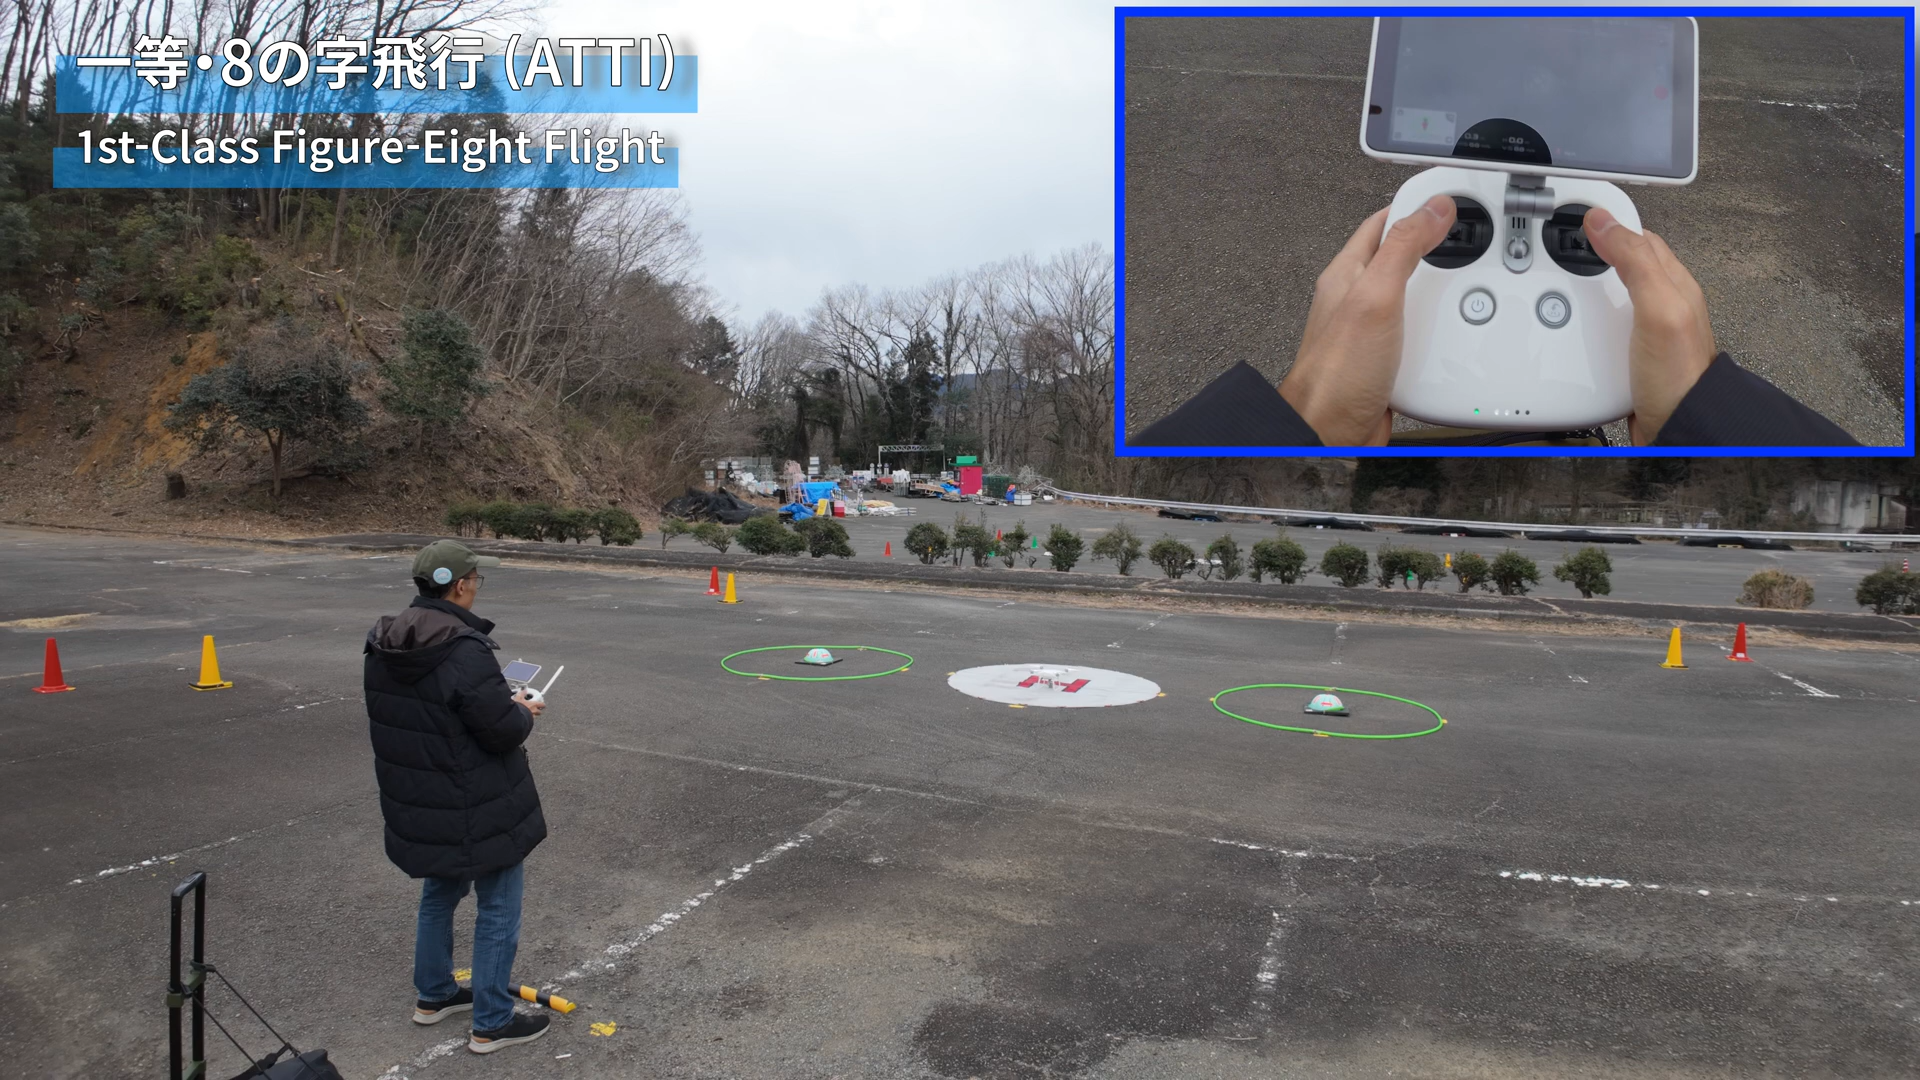 一等・8の字飛行 (ATTI)
1st-Class Figure-Eight Flight
H